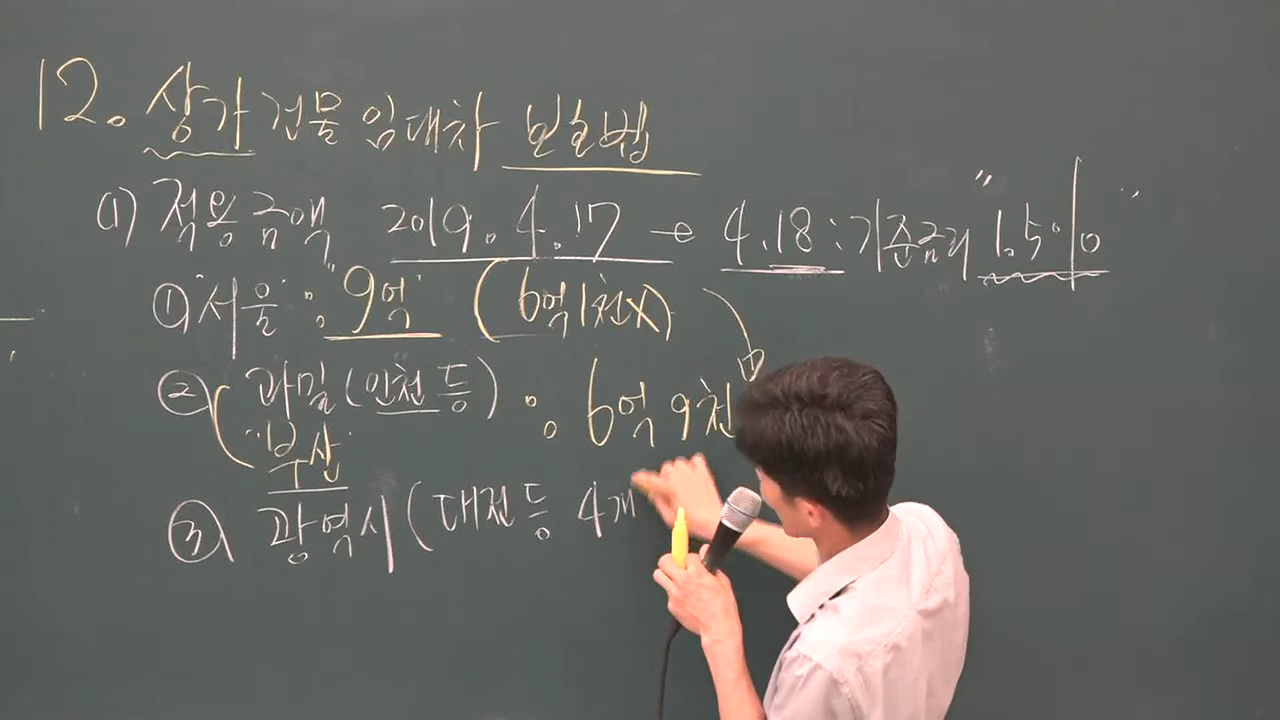 12. 상가 건물 임대차 보호법
(1) 적용금액 2019. 4. 17 → 4.18 : 기준금리 "1.5%"
① "서울" : "9억" (6억1천X)
② 과밀 (인천 등) : 6억 9천
"부산"
③ 광역시 (대전 등 4개